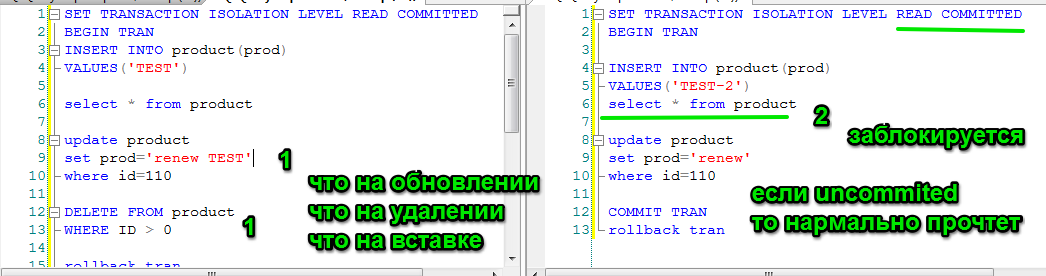 1 SET TRANSACTION ISOLATION LEVEL READ COMMITTED
2 BEGIN TRAN
3 INSERT INTO product(prod)
4 VALUES('TEST')
5
6 select * from product
7
8 update product
9 set prod='renew TEST'
10 where id=110
11
12 DELETE FROM product
13 WHERE ID > 0
14
15 rollback tran
1
1
что на обновлении
что на удалении
что на вставке
1 SET TRANSACTION ISOLATION LEVEL READ COMMITTED
2 BEGIN TRAN
3
4 INSERT INTO product(prod)
5 VALUES('TEST-2')
6 select * from product
7
8 update product
9 set prod='renew'
10 where id=110
11
12 COMMIT TRAN
13 rollback tran
2
заблокируется
если uncommited
то нармально прочтет